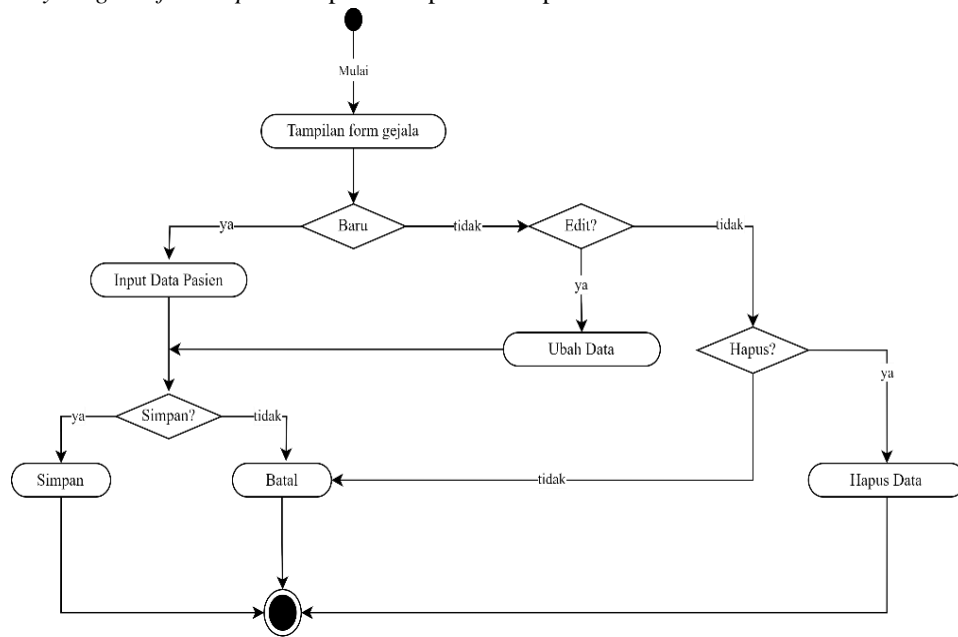 Mulai
Tampilan form gejala
Baru
ya
tidak
Edit?
tidak
Input Data Pasien
ya
Ubah Data
Hapus?
ya
Simpan?
ya
tidak
Simpan
Batal
tidak
Hapus Data